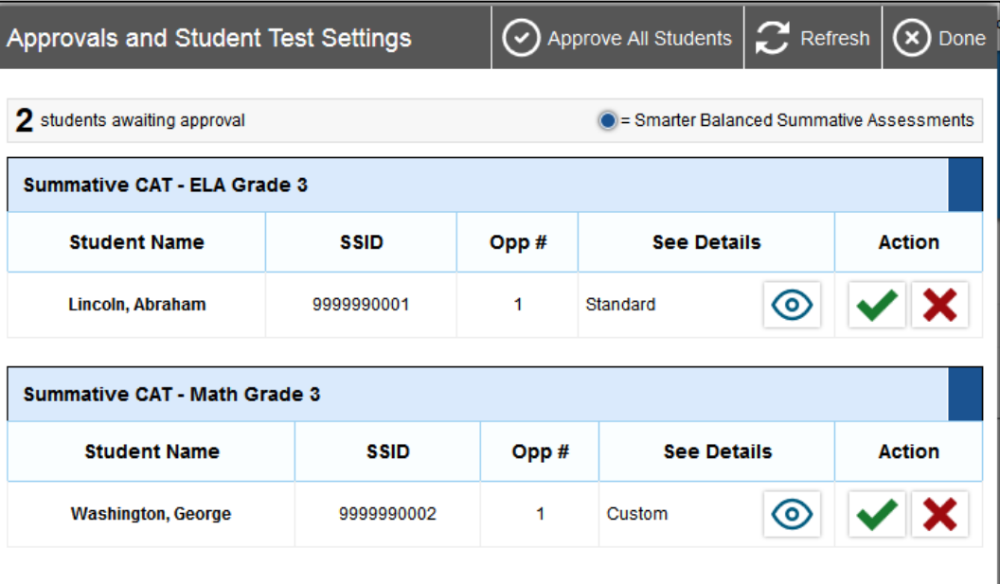 Approvals and Student Test Settings Approve All Students Refresh Done
2 students awaiting approval = Smarter Balanced Summative Assessments
Summative CAT - ELA Grade 3
Student Name SSID Opp # See Details Action
Lincoln, Abraham 9999990001 1 Standard
Summative CAT - Math Grade 3
Student Name SSID Opp # See Details Action
Washington, George 9999990002 1 Custom